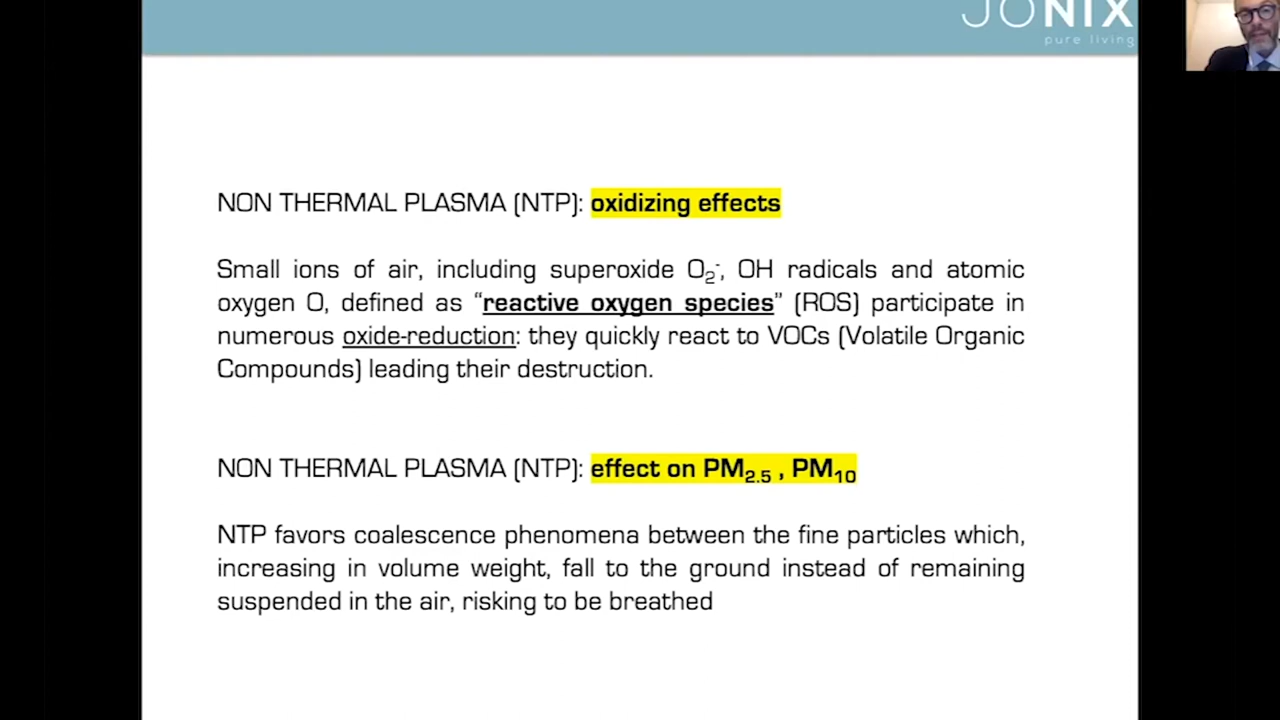 JONIX
pure living
NON THERMAL PLASMA (NTP): oxidizing effects
Small ions of air, including superoxide O₂⁻, OH radicals and atomic
oxygen O, defined as “reactive oxygen species” (ROS) participate in
numerous oxide-reduction: they quickly react to VOCs (Volatile Organic
Compounds) leading their destruction.
NON THERMAL PLASMA (NTP): effect on PM₂.₅ , PM₁₀
NTP favors coalescence phenomena between the fine particles which,
increasing in volume weight, fall to the ground instead of remaining
suspended in the air, risking to be breathed